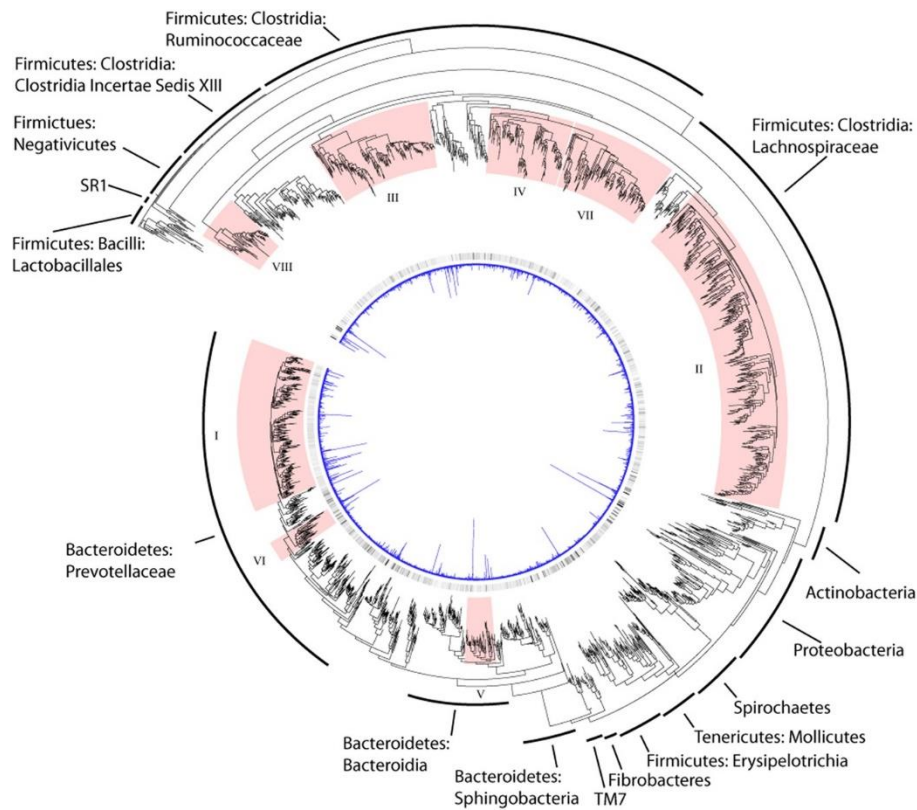 Firmicutes: Clostridia:
Ruminococcaceae
Firmicutes: Clostridia:
Clostridia Incertae Sedis XIII
Firmictues:
Negativicutes
SR1
Firmicutes: Bacilli:
Lactobacillales
Firmicutes: Clostridia:
Lachnospiraceae
III
IV
VII
VIII
II
I
VI
Bacteroidetes:
Prevotellaceae
V
Actinobacteria
Proteobacteria
Spirochaetes
Tenericutes: Mollicutes
Firmicutes: Erysipelotrichia
Fibrobacteres
TM7
Bacteroidetes:
Bacteroidia
Bacteroidetes:
Sphingobacteria